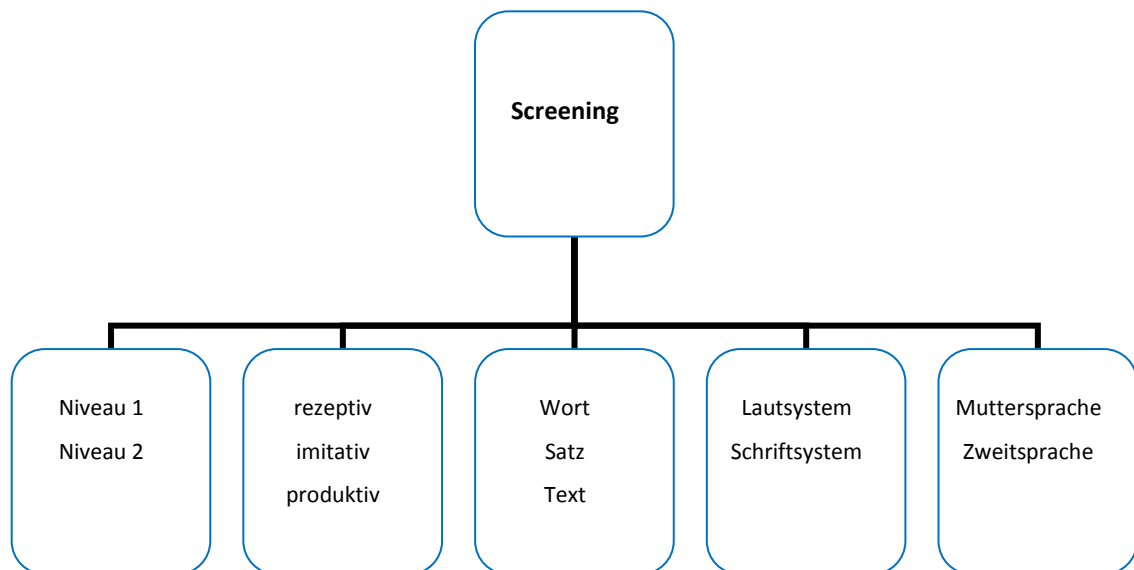 Screening
Niveau 1
Niveau 2
rezeptiv
imitativ
produktiv
Wort
Satz
Text
Lautsystem
Schriftsystem
Muttersprache
Zweitsprache